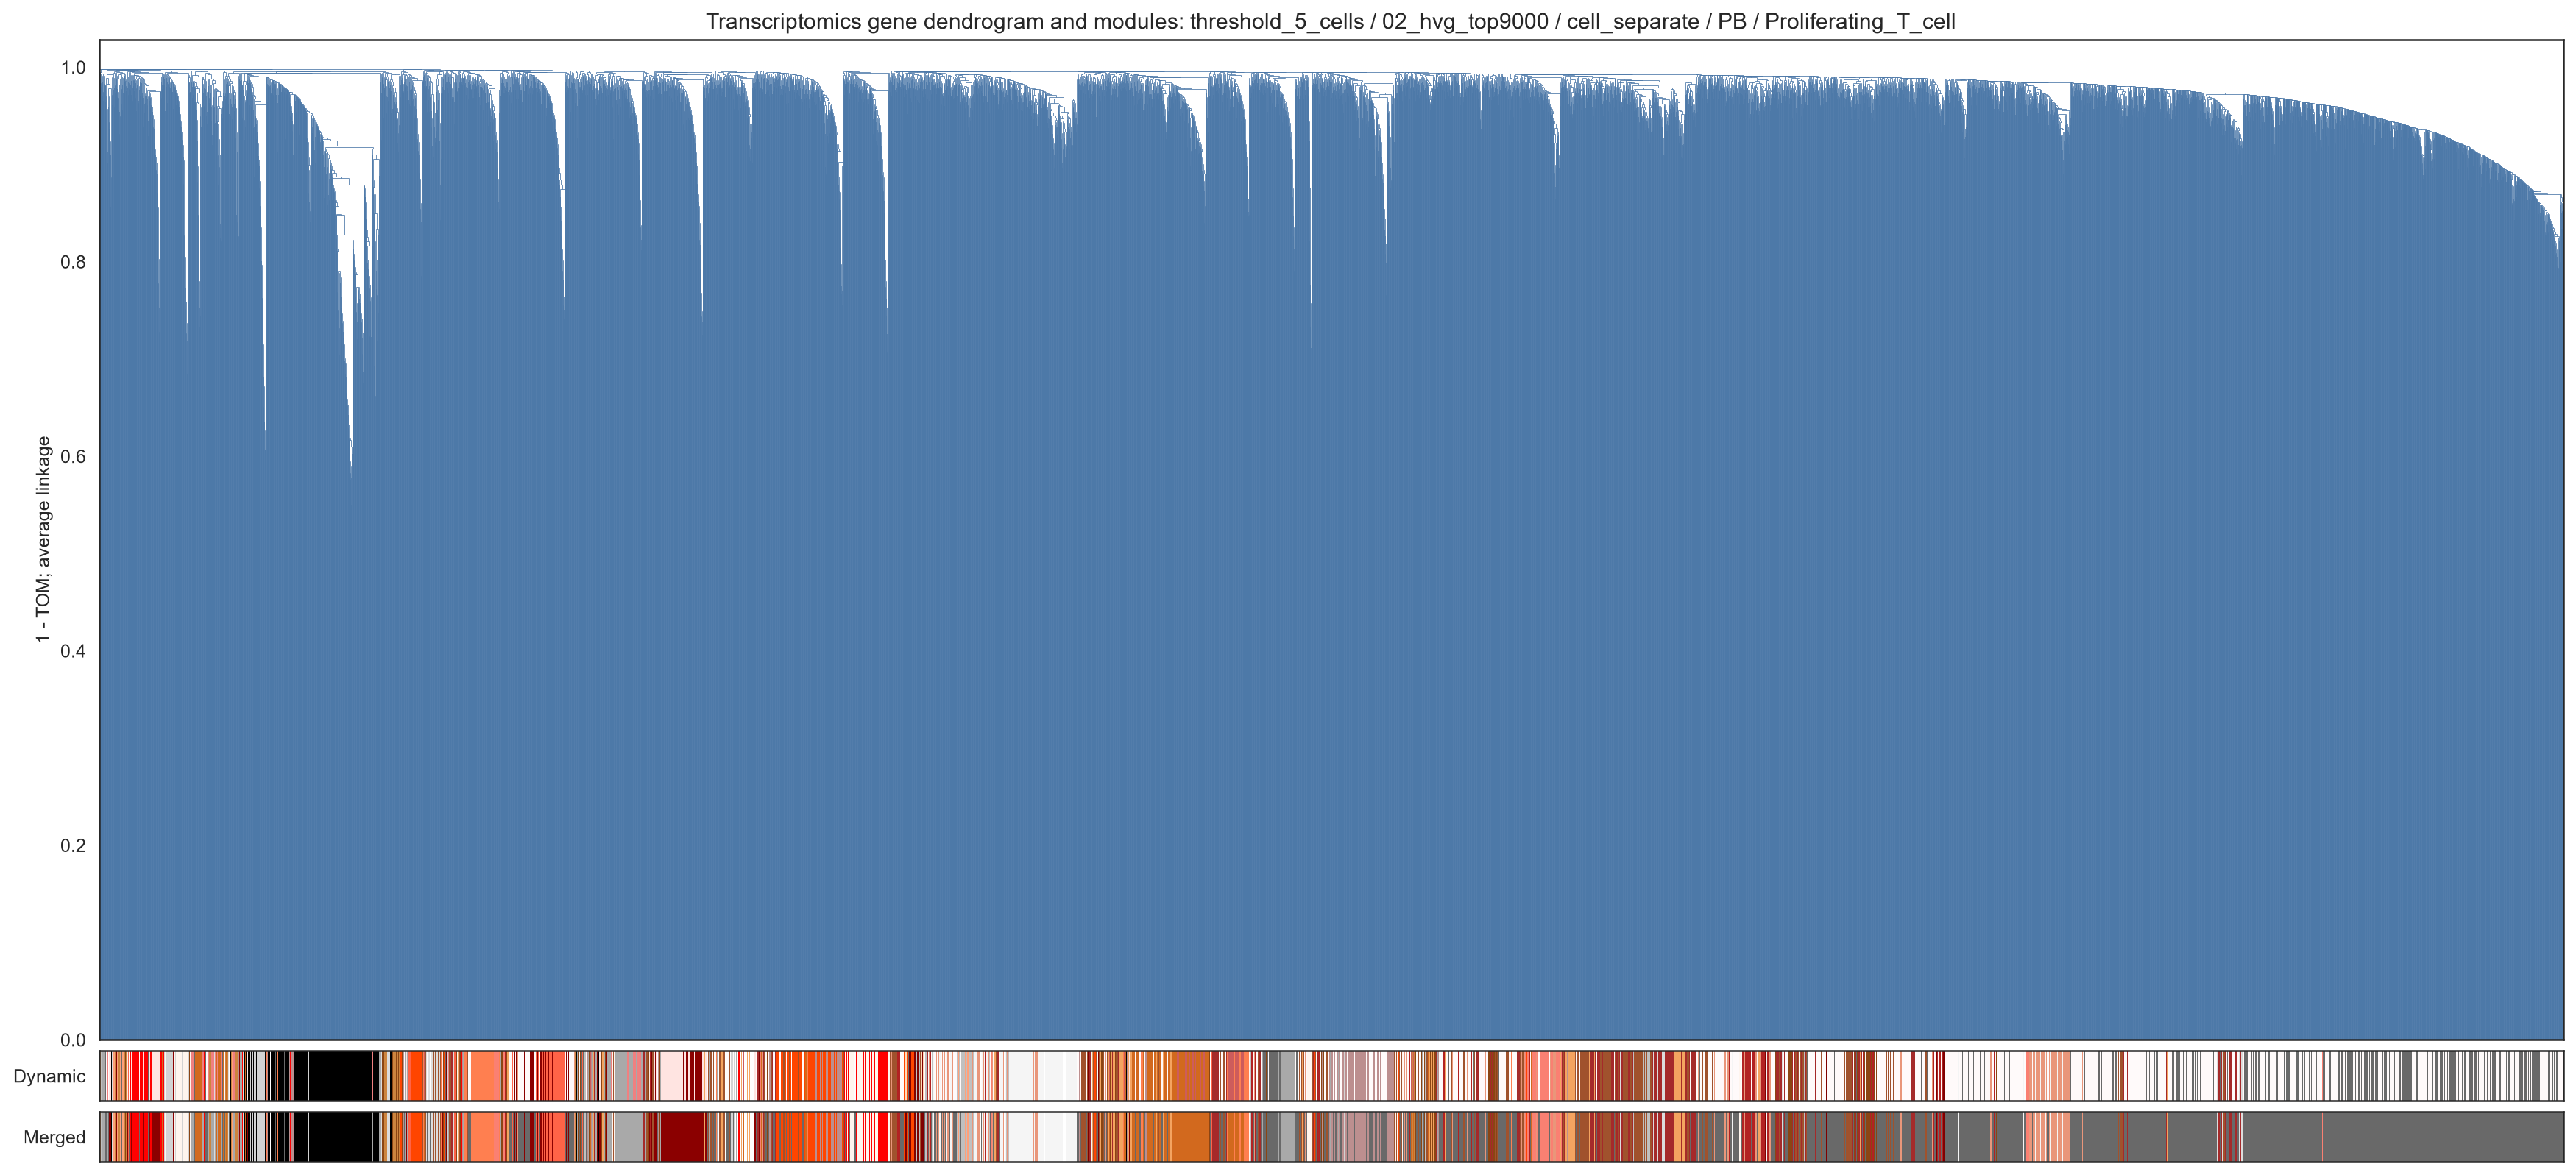 Transcriptomics gene dendrogram and modules: threshold_5_cells / 02_hvg_top9000 / cell_separate / PB / Proliferating_T_cell
1.0
0.8
0.6
0.4
0.2
0.0
1 - TOM; average linkage
Dynamic
Merged